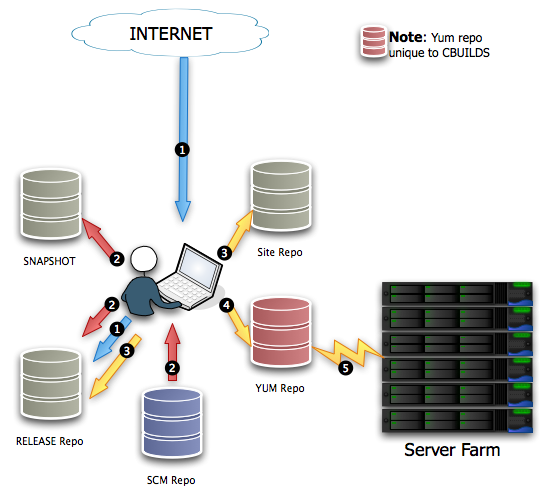 INTERNET
Note: Yum repo
unique to CBUILDS
1
SNAPSHOT
2
3
Site Repo
2
1
3
4
2
YUM Repo
5
RELEASE Repo
SCM Repo
Server Farm